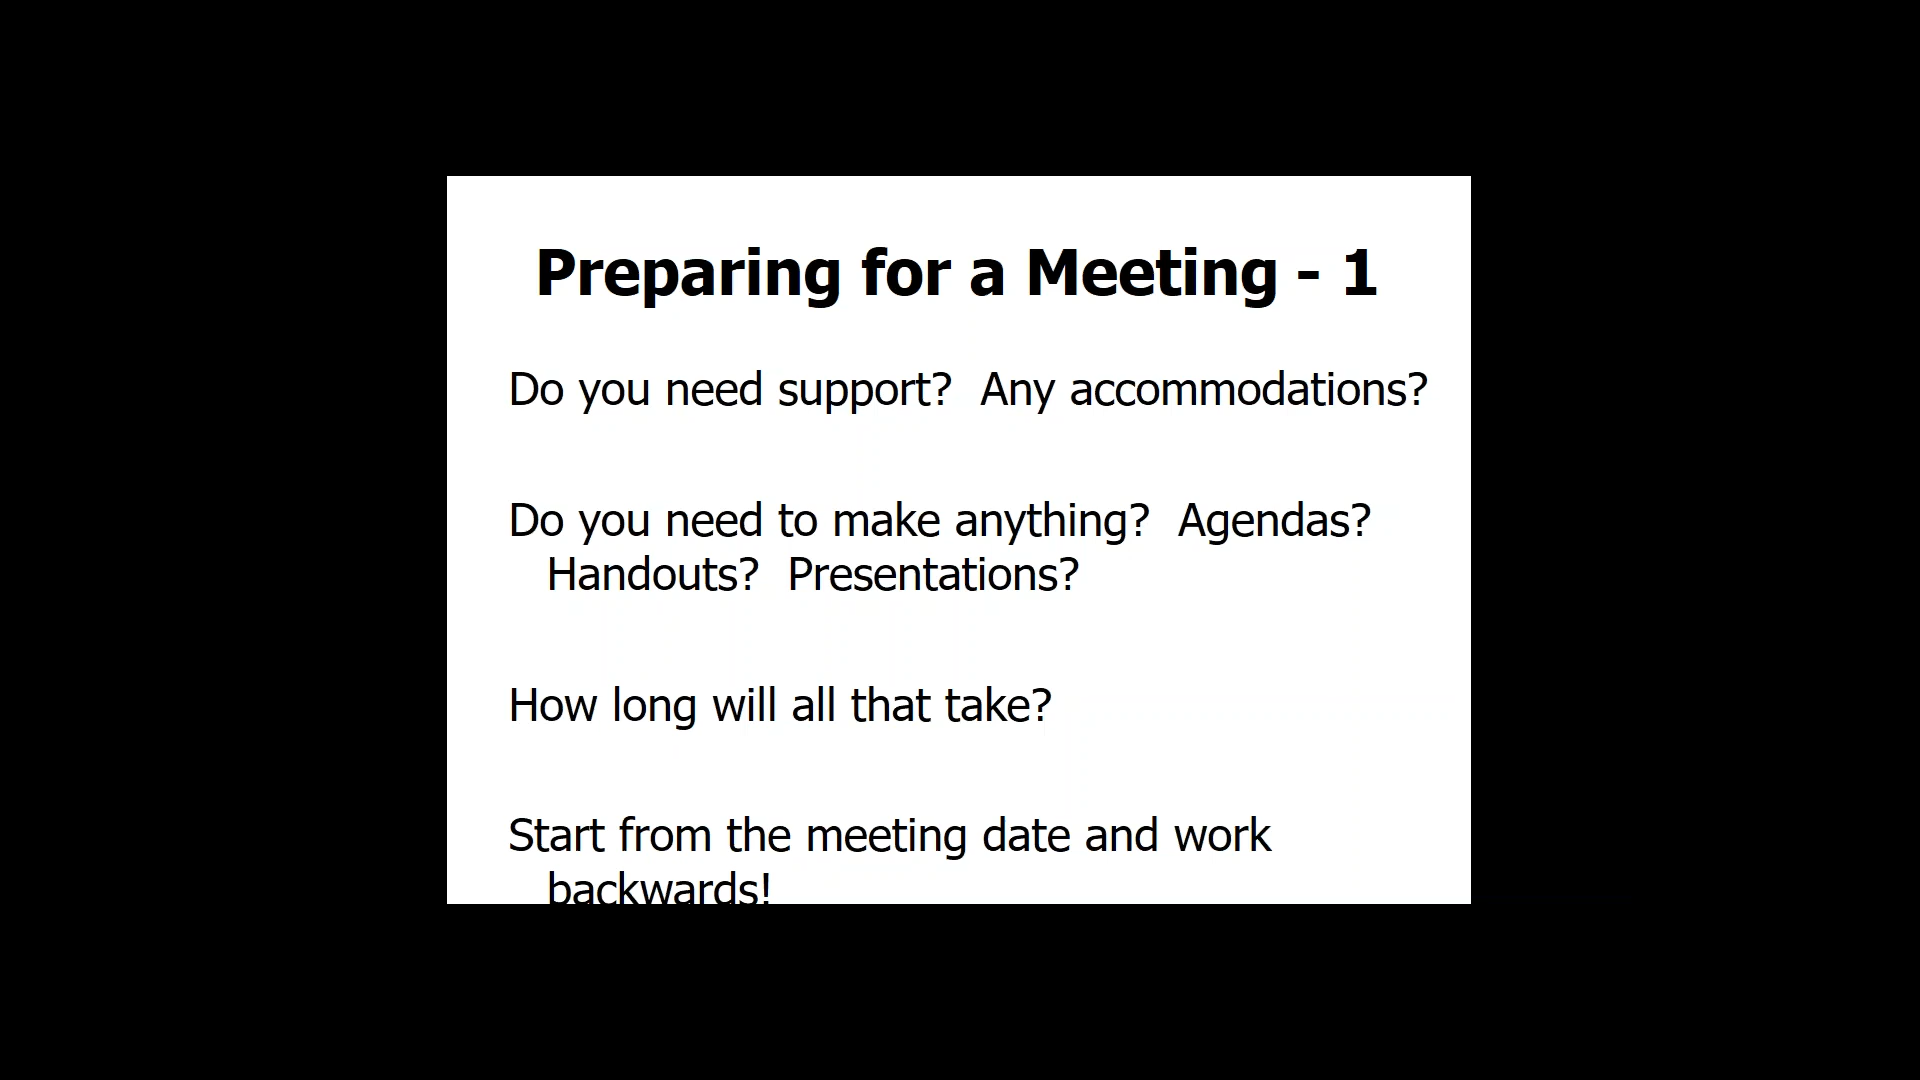 Preparing for a Meeting - 1
Do you need support?  Any accommodations?
Do you need to make anything?  Agendas?
Handouts?  Presentations?
How long will all that take?
Start from the meeting date and work
backwards!